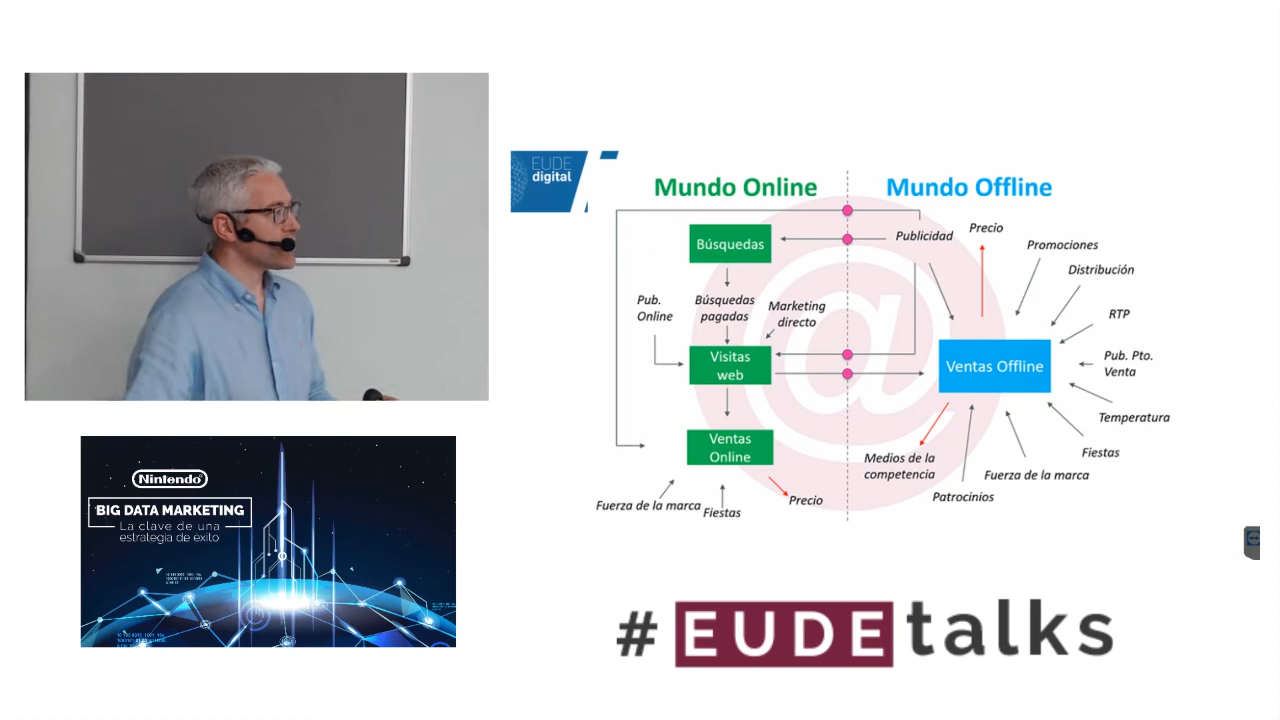 EUDE
digital
Mundo Online
Mundo Offline
Búsquedas
Publicidad
Precio
Promociones
Distribución
Pub.
Online
Búsquedas
pagadas
Marketing
directo
RTP
Visitas
web
Ventas Offline
Pub. Pto.
Venta
Temperatura
Ventas
Online
Medios de la
competencia
Fiestas
Fuerza de la marca
Patrocinios
Precio
Fuerza de la marca
Fiestas
Nintendo
BIG DATA MARKETING
La clave de una
estrategia de éxito
# EUDE talks